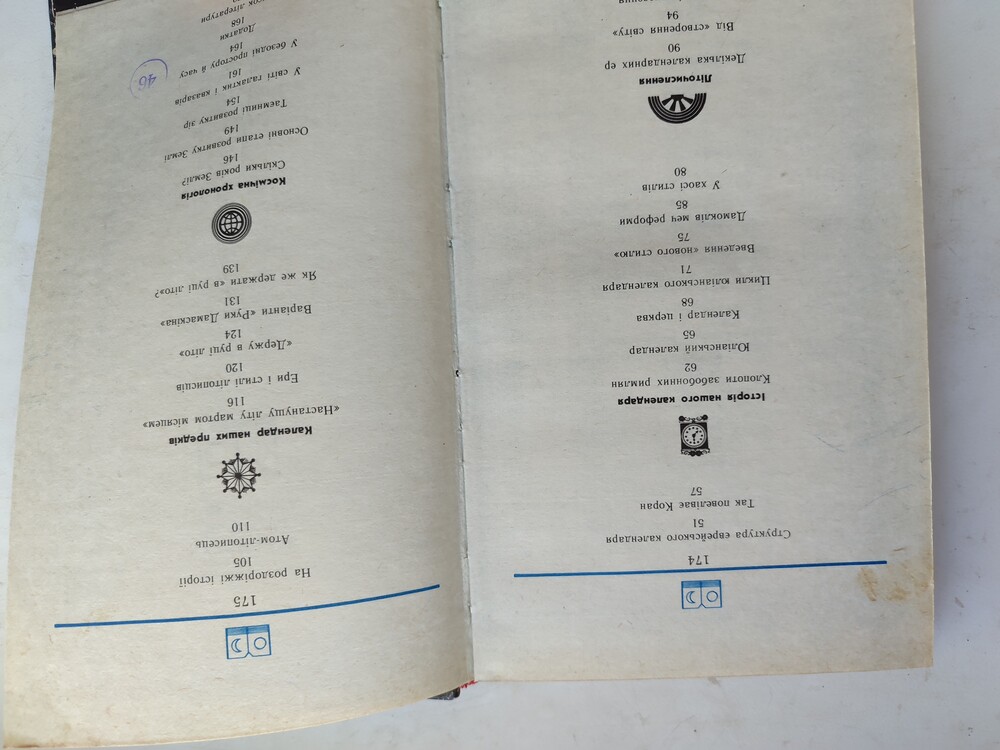 174
Структура єврейського календаря
51
Так повеліває Коран
57
Історія нашого календаря
Клопоти забобонних римлян
62
Юліанський календар
65
Календар і церква
68
Цикли юліанського календаря
71
Введення «нового стилю»
75
Дамоклів меч реформи
85
У хаосі стилів
80
Літочислення
Декілька календарних ер
90
Від «створення світу»
94
175
На роздоріжжі історії
105
Атом-літописець
110
Календар наших предків
«Настанущу літу мартом місяцем»
116
Ери і стилі літописців
120
«Держу в руці літо»
124
Варіанти «Руки Дамаскіна»
131
Як же держати «в руці літо»?
139
Космічна хронологія
Скільки років Землі?
146
Основні етапи розвитку Землі
149
Таємниці розвитку зір
154
У світі галактик і квазарів
161
У безодні простору й часу
164
Додатки
168
літератури
46